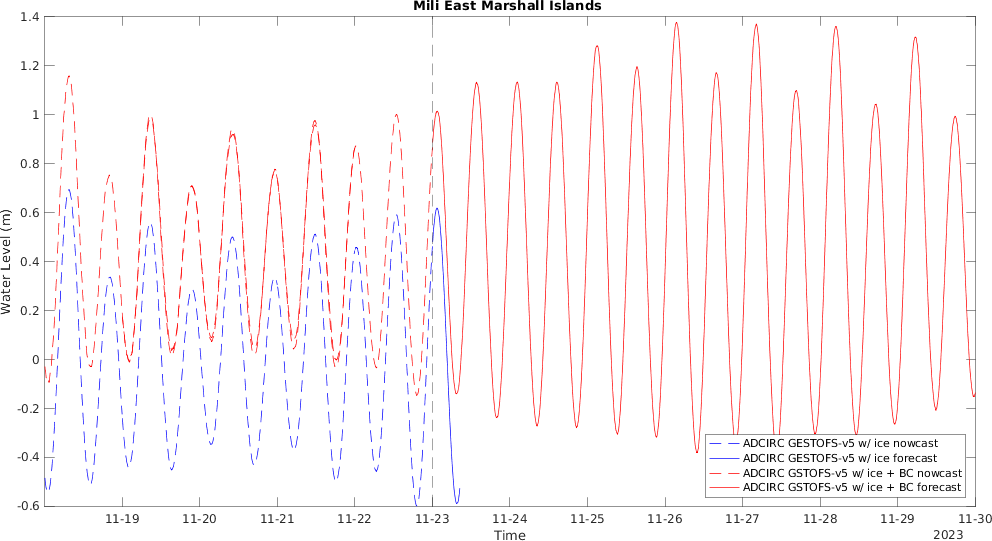 Mili East Marshall Islands
1.4
1.2
1
0.8
0.6
0.4
0.2
0
-0.2
-0.4
-0.6
Water Level (m)
ADCIRC GESTOFS-v5 w/ ice nowcast
ADCIRC GESTOFS-v5 w/ ice forecast
ADCIRC GSTOFS-v5 w/ ice + BC nowcast
ADCIRC GSTOFS-v5 w/ ice + BC forecast
11-19 11-20 11-21 11-22 11-23 11-24 11-25 11-26 11-27 11-28 11-29 11-30
Time
2023